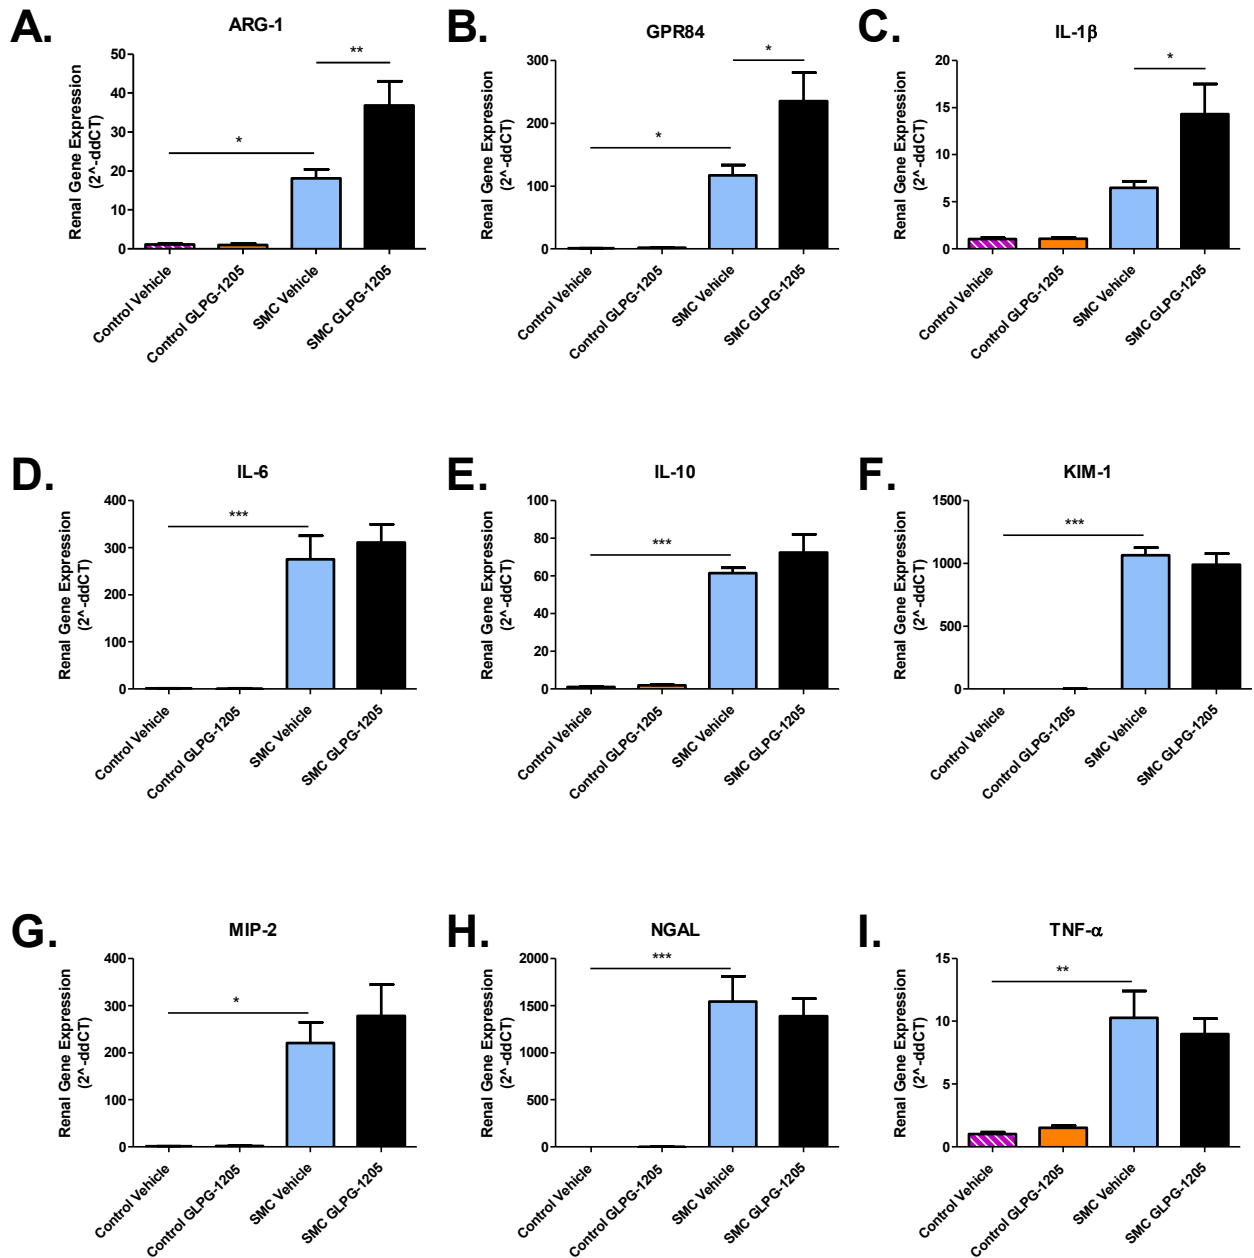 A.
ARG-1
Renal Gene Expression
(2^-ddCT)
50
40
30
20
10
0
*
**
Control Vehicle
Control GLPG-1205
SMC Vehicle
SMC GLPG-1205
B.
GPR84
Renal Gene Expression
(2^-ddCT)
300
200
100
0
*
*
Control Vehicle
Control GLPG-1205
SMC Vehicle
SMC GLPG-1205
C.
IL-1β
Renal Gene Expression
(2^-ddCT)
20
15
10
5
0
*
Control Vehicle
Control GLPG-1205
SMC Vehicle
SMC GLPG-1205
D.
IL-6
Renal Gene Expression
(2^-ddCT)
400
300
200
100
0
***
Control Vehicle
Control GLPG-1205
SMC Vehicle
SMC GLPG-1205
E.
IL-10
Renal Gene Expression
(2^-ddCT)
100
80
60
40
20
0
***
Control Vehicle
Control GLPG-1205
SMC Vehicle
SMC GLPG-1205
F.
KIM-1
Renal Gene Expression
(2^-ddCT)
1500
1000
500
0
***
Control Vehicle
Control GLPG-1205
SMC Vehicle
SMC GLPG-1205
G.
MIP-2
Renal Gene Expression
(2^-ddCT)
400
300
200
100
0
*
Control Vehicle
Control GLPG-1205
SMC Vehicle
SMC GLPG-1205
H.
NGAL
Renal Gene Expression
(2^-ddCT)
2000
1500
1000
500
0
***
Control Vehicle
Control GLPG-1205
SMC Vehicle
SMC GLPG-1205
I.
TNF-α
Renal Gene Expression
(2^-ddCT)
15
10
5
0
**
Control Vehicle
Control GLPG-1205
SMC Vehicle
SMC GLPG-1205